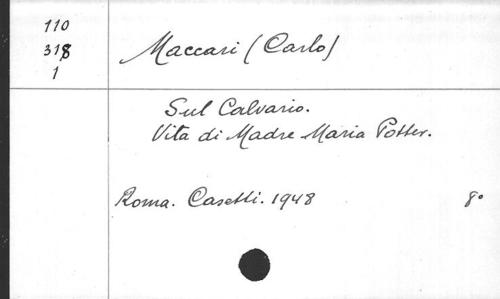 110
318
1
Maccari (Carlo)
Sul Calvario.
Vita di Madre Maria Potter.
Roma. Casetti. 1948 8°